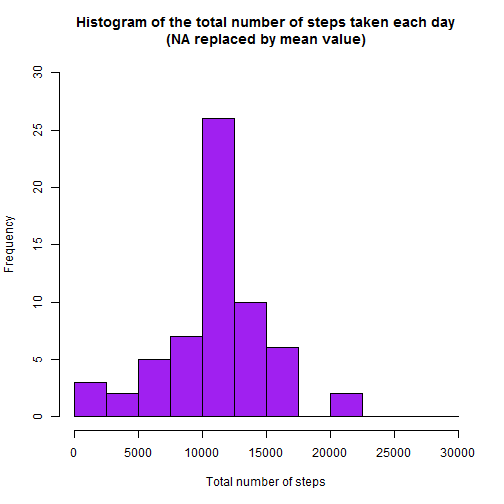 Histogram of the total number of steps taken each day
(NA replaced by mean value)
30
25
20
15
10
5
0
Frequency
0 5000 10000 15000 20000 25000 30000
Total number of steps